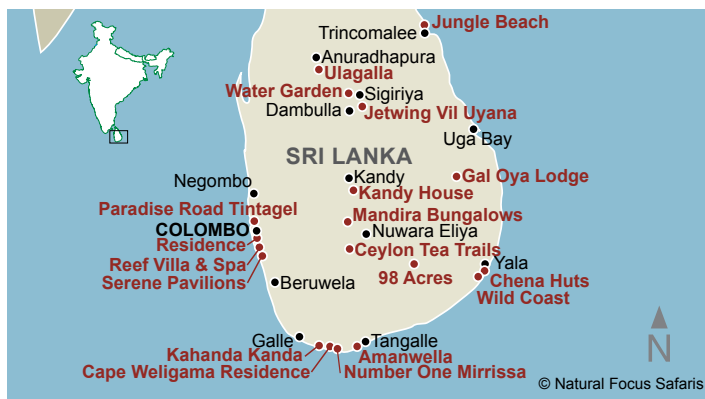 Jungle Beach
Trincomalee
Anuradhapura
Ulagalla
Water Garden
Sigiriya
Dambulla
Jetwing Vil Uyana
Uga Bay
SRI LANKA
Kandy
Gal Oya Lodge
Negombo
Kandy House
Paradise Road Tintagel
Mandira Bungalows
COLOMBO
Nuwara Eliya
Residence
Ceylon Tea Trails
Reef Villa & Spa
Yala
98 Acres
Chena Huts
Serene Pavilions
Beruwela
Wild Coast
Galle
Tangalle
Kahanda Kanda
Amanwella
Cape Weligama Residence
Number One Mirrissa
N
© Natural Focus Safaris